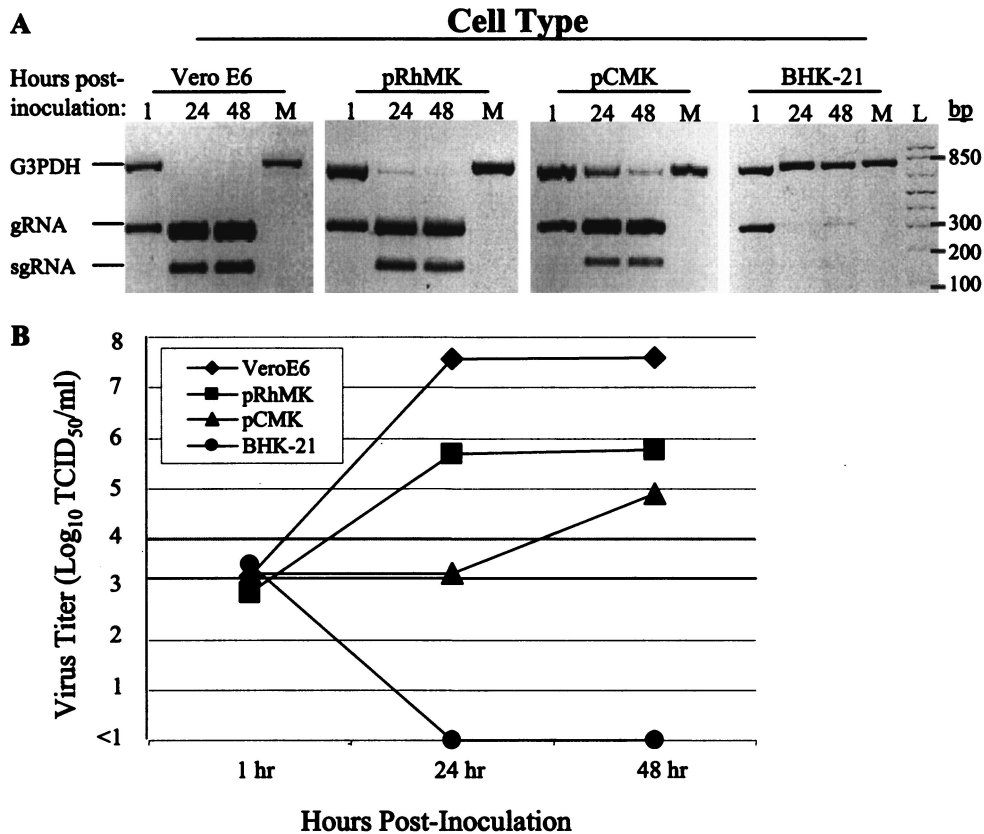 A
Cell Type
Hours post-
inoculation:
Vero E6
pRhMK
pCMK
BHK-21
1 24 48 M
1 24 48 M
1 24 48 M
1 24 48 M L
bp
G3PDH
gRNA
sgRNA
850
300
200
100
B
Virus Titer (Log10 TCID50/ml)
8
7
6
5
4
3
2
1
<1
VeroE6
pRhMK
pCMK
BHK-21
1 hr
24 hr
48 hr
Hours Post-Inoculation